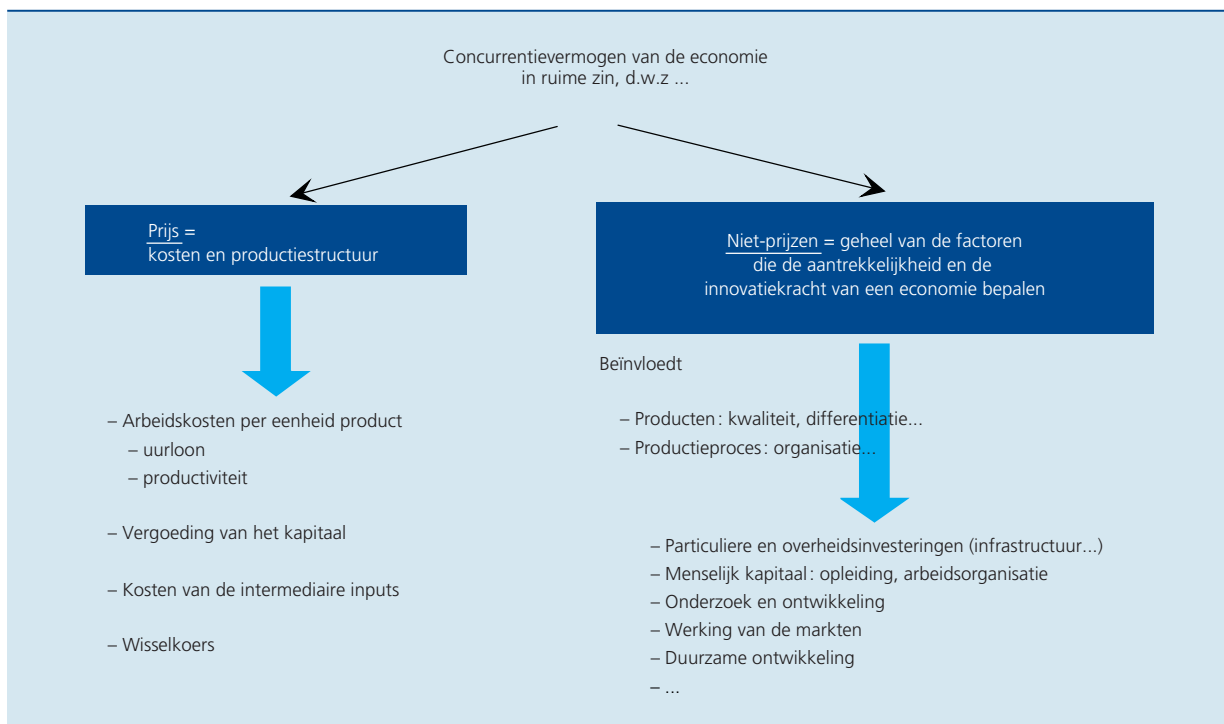 Concurrentievermogen van de economie
in ruime zin, d.w.z ...
Prijs =
kosten en productiestructuur
Niet-prijzen = geheel van de factoren
die de aantrekkelijkheid en de
innovatiekracht van een economie bepalen
– Arbeidskosten per eenheid product
– uurloon
– productiviteit
– Vergoeding van het kapitaal
– Kosten van de intermediaire inputs
– Wisselkoers
Beïnvloedt
– Producten : kwaliteit, differentiatie...
– Productieproces : organisatie...
– Particuliere en overheidsinvesteringen (infrastructuur...)
– Menselijk kapitaal : opleiding, arbeidsorganisatie
– Onderzoek en ontwikkeling
– Werking van de markten
– Duurzame ontwikkeling
– ...